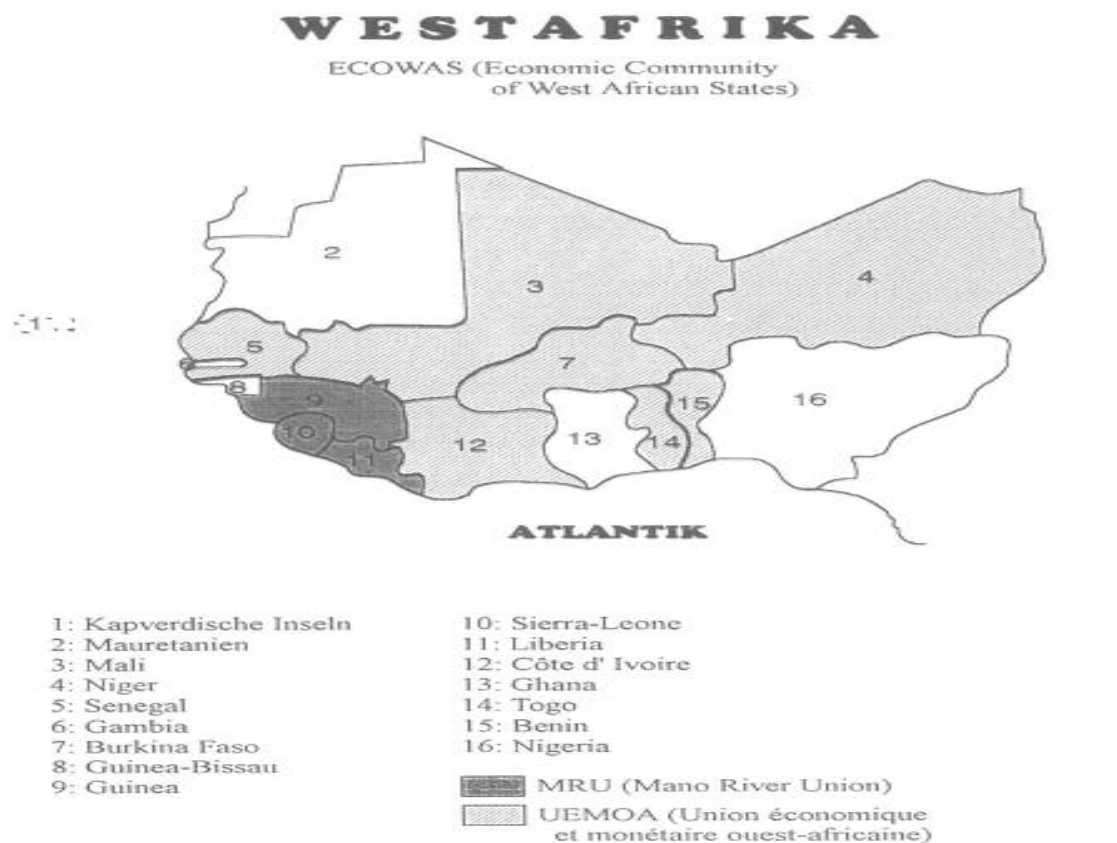 WESTAFRIKA
ECOWAS (Economic Community
of West African States)
2
3
4
1
5
6
7
8
9
10
11
12
13
14
15
16
ATLANTIK
1: Kapverdische Inseln
2: Mauretanien
3: Mali
4: Niger
5: Senegal
6: Gambia
7: Burkina Faso
8: Guinea-Bissau
9: Guinea
10: Sierra-Leone
11: Liberia
12: Côte d' Ivoire
13: Ghana
14: Togo
15: Benin
16: Nigeria
MRU (Mano River Union)
UEMOA (Union économique
et monétaire ouest-africaine)